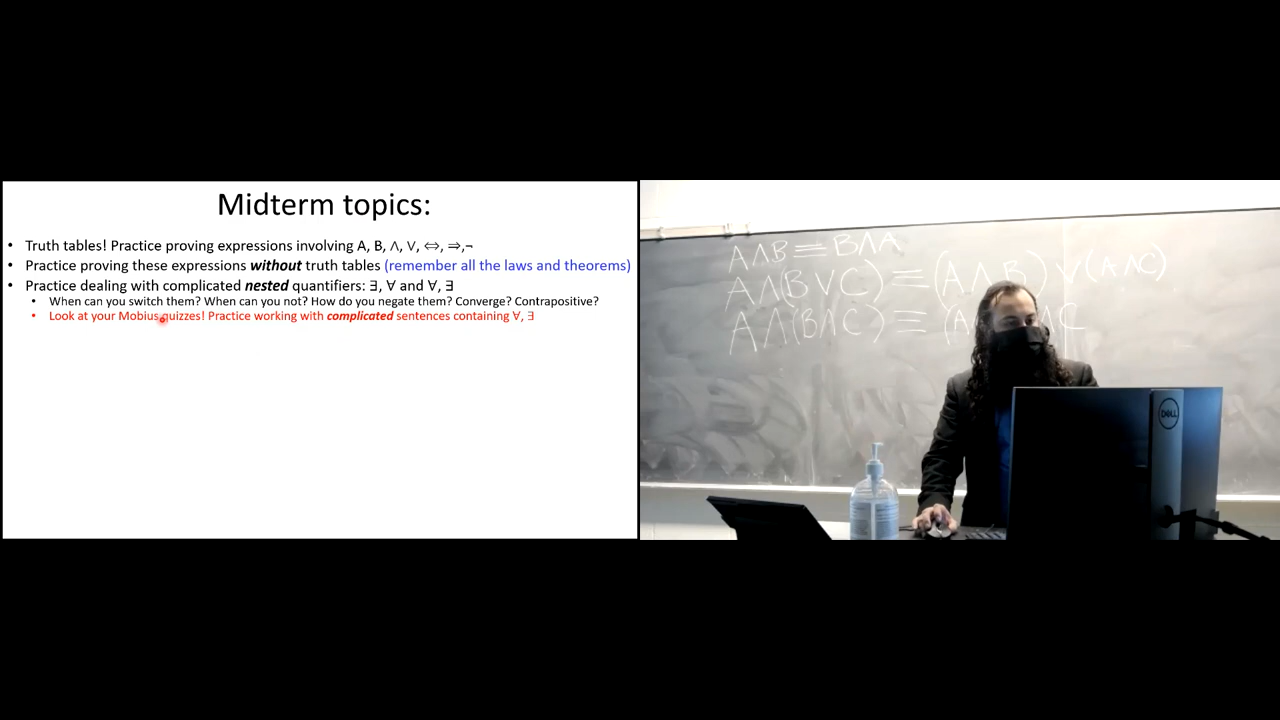 Midterm topics:
• Truth tables! Practice proving expressions involving A, B, ∧, ∨, ⇔, ⇒,¬
• Practice proving these expressions without truth tables (remember all the laws and theorems)
• Practice dealing with complicated nested quantifiers: ∃, ∀ and ∀, ∃
• When can you switch them? When can you not? How do you negate them? Converge? Contrapositive?
• Look at your Mobius quizzes! Practice working with complicated sentences containing ∀, ∃
A∧B≡B∧A
A∧(B∨C) ≡ (A∧B)∨(A∧C)
A∧(B∧C) ≡ (A ∧C
DELL